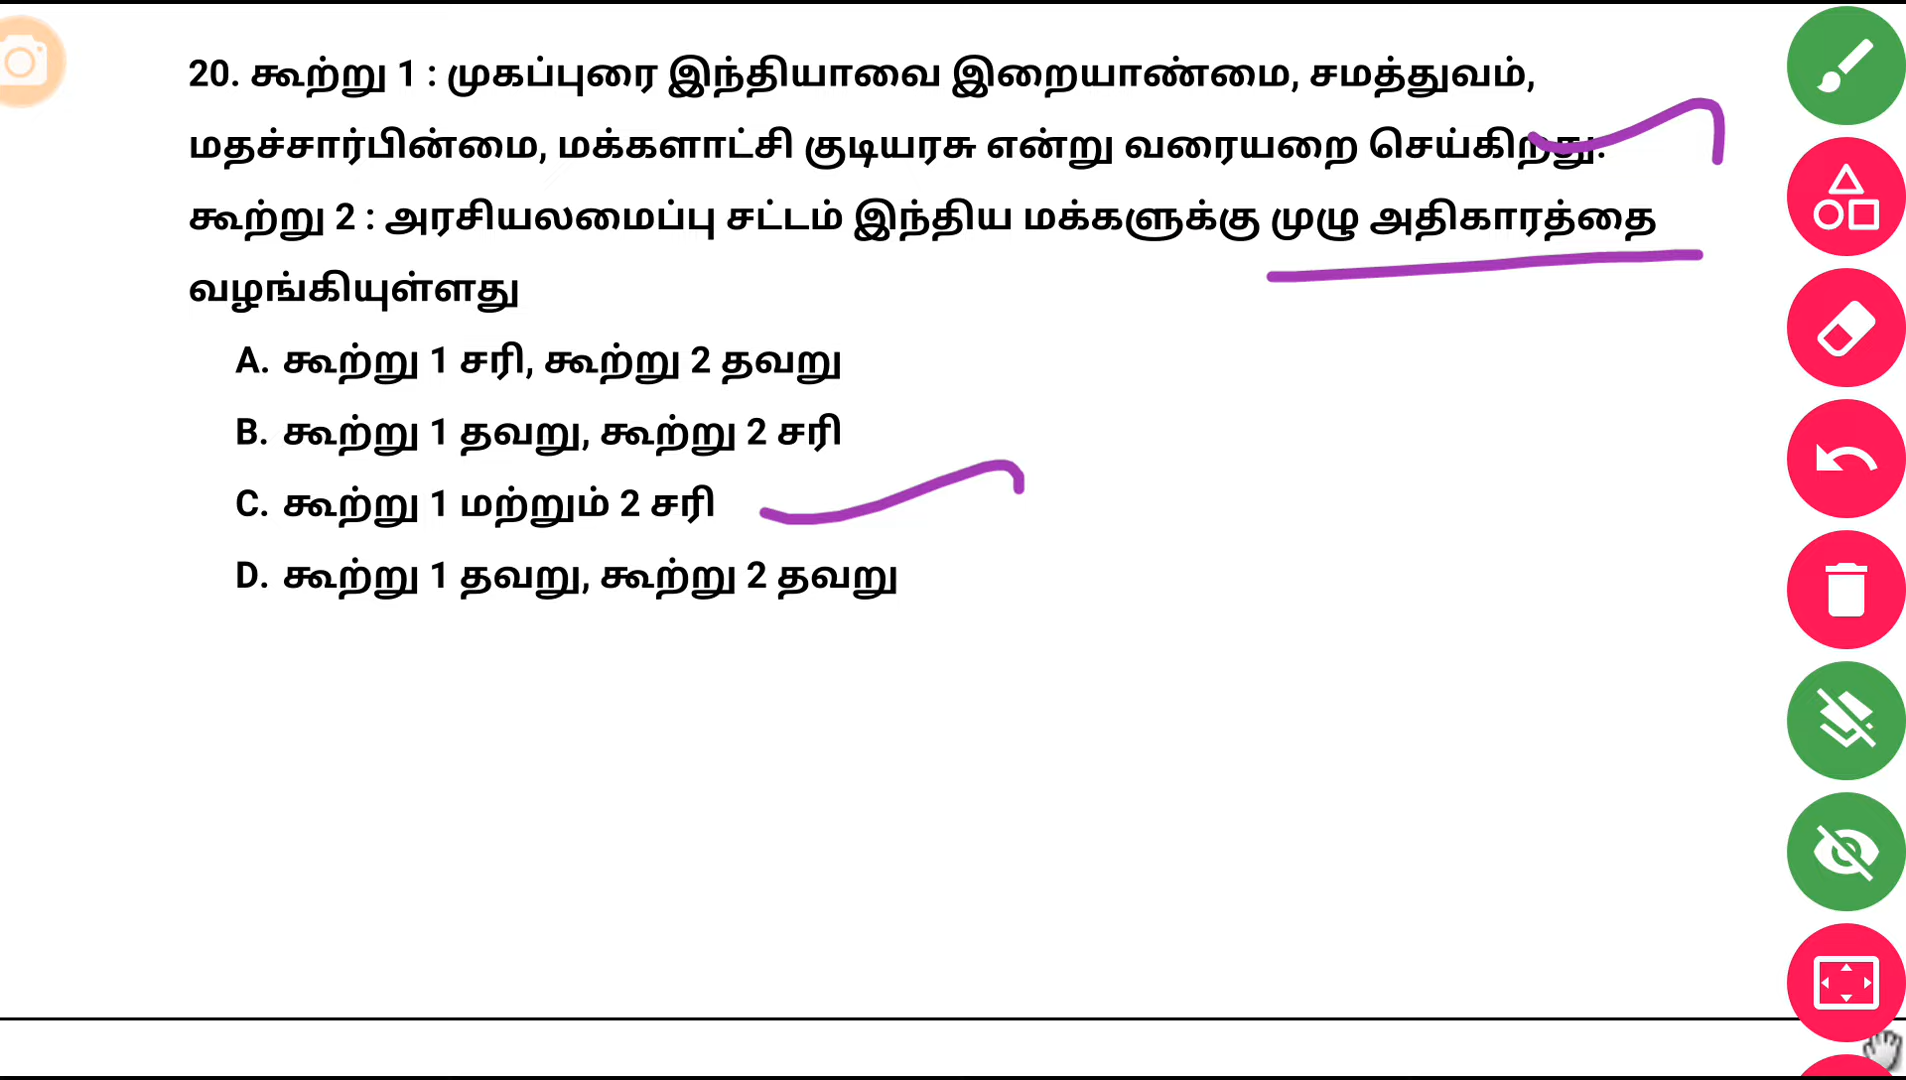 20. கூற்று 1 : முகப்புரை இந்தியாவை இறையாண்மை, சமத்துவம்,
மதச்சார்பின்மை, மக்களாட்சி குடியரசு என்று வரையறை செய்கிறது.
கூற்று 2 : அரசியலமைப்பு சட்டம் இந்திய மக்களுக்கு முழு அதிகாரத்தை
வழங்கியுள்ளது
A. கூற்று 1 சரி, கூற்று 2 தவறு
B. கூற்று 1 தவறு, கூற்று 2 சரி
C. கூற்று 1 மற்றும் 2 சரி
D. கூற்று 1 தவறு, கூற்று 2 தவறு